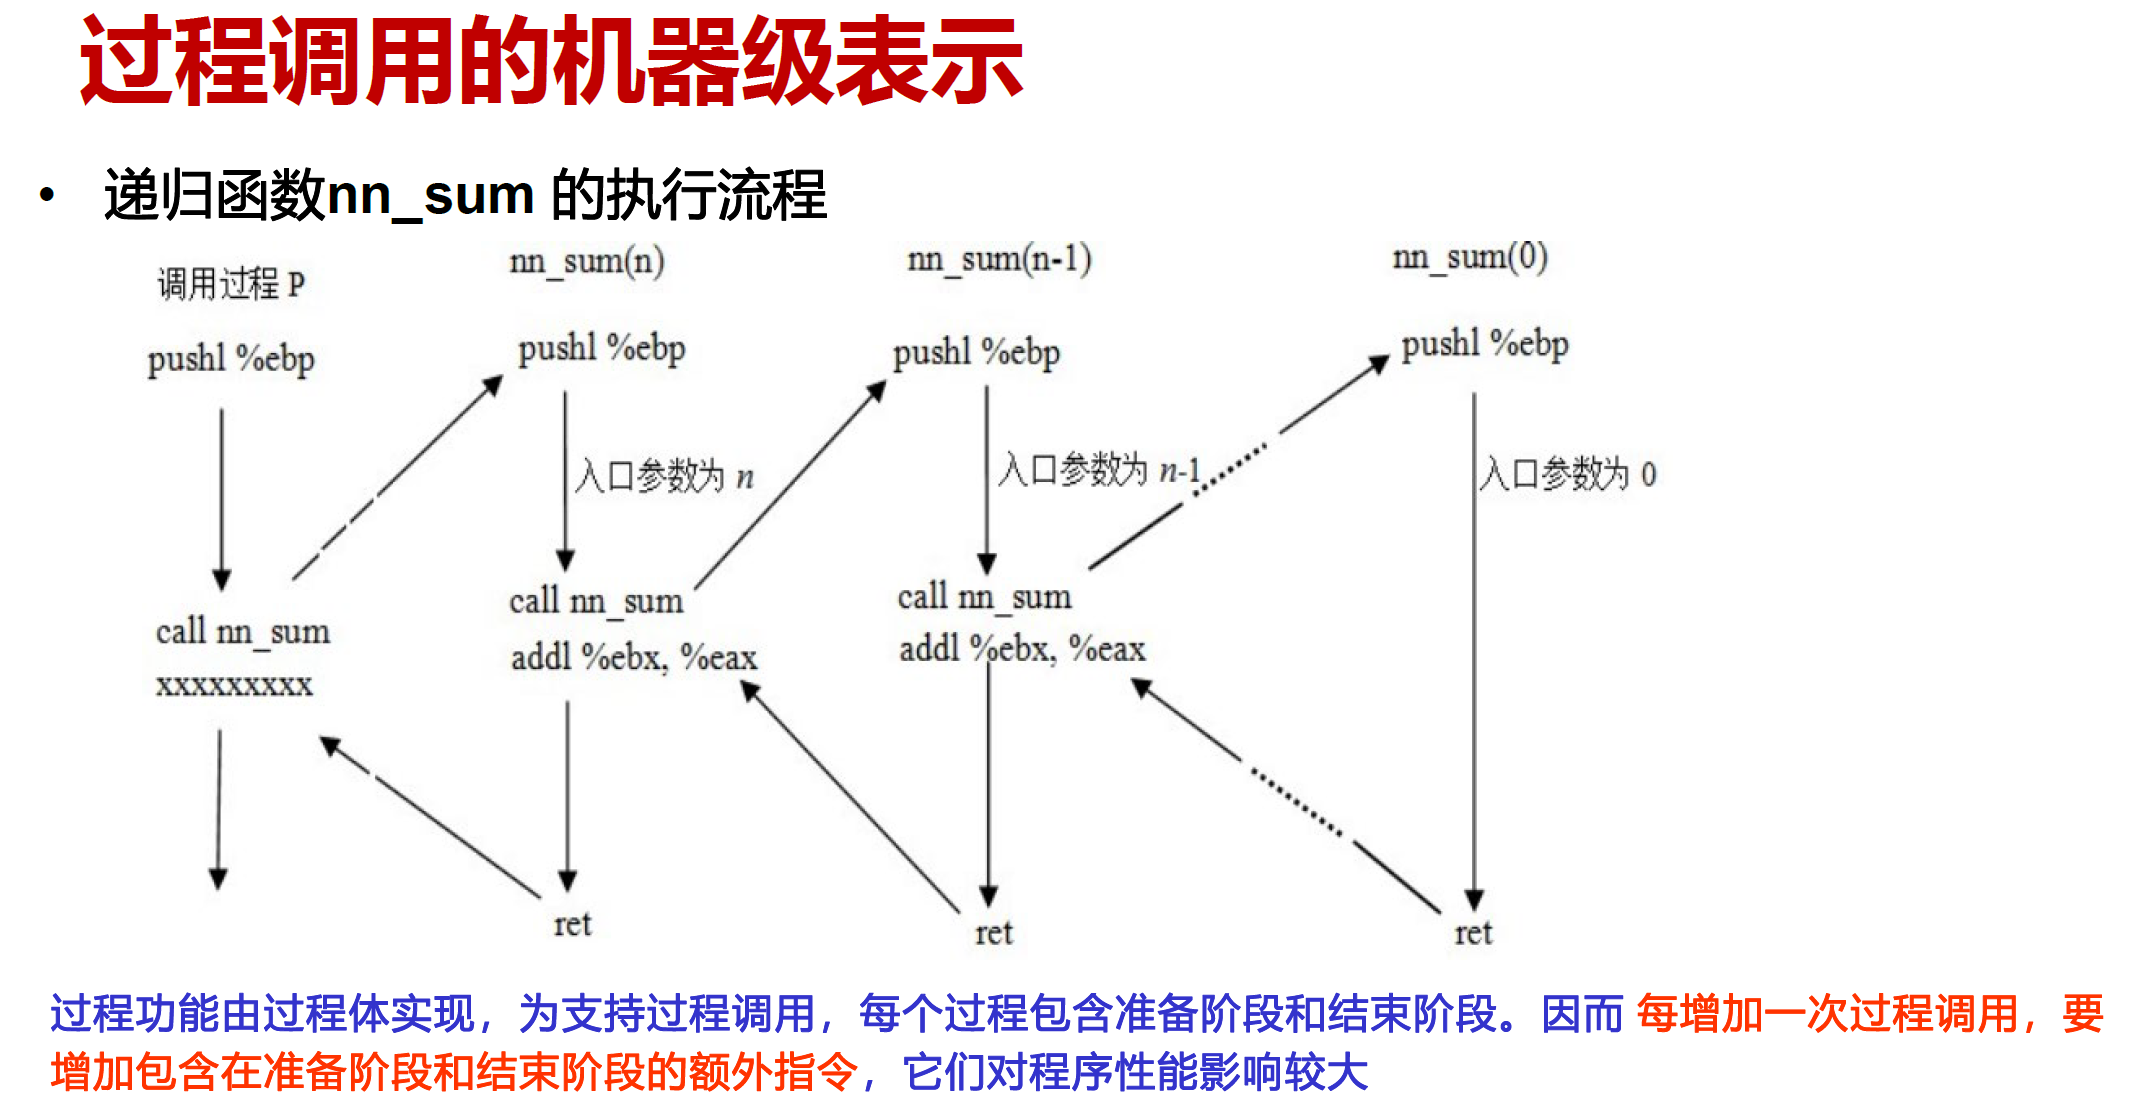 过程调用的机器级表示
• 递归函数nn_sum 的执行流程
调用过程 P
nn_sum(n)
nn_sum(n-1)
nn_sum(0)
pushl %ebp
pushl %ebp
pushl %ebp
pushl %ebp
入口参数为 n
入口参数为 n-1
入口参数为 0
call nn_sum
xxxxxxxxx
call nn_sum
addl %ebx, %eax
call nn_sum
addl %ebx, %eax
ret
ret
ret
过程功能由过程体实现，为支持过程调用，每个过程包含准备阶段和结束阶段。因而 每增加一次过程调用，要
增加包含在准备阶段和结束阶段的额外指令，它们对程序性能影响较大